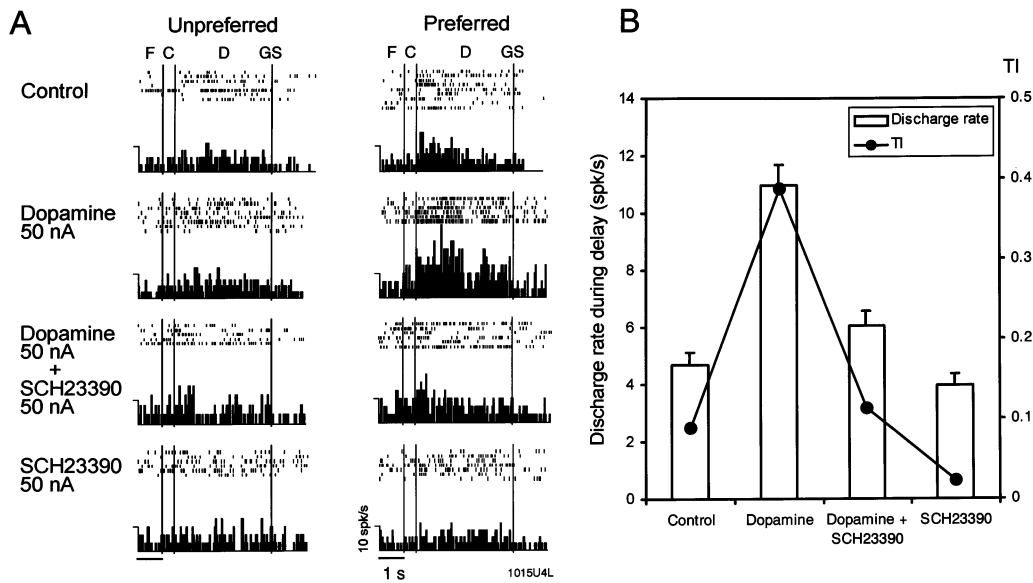 A
Unpreferred
Preferred
F C D GS
F C D GS
Control
Dopamine
50 nA
Dopamine
50 nA
+
SCH23390
50 nA
SCH23390
50 nA
10 spk/s
1 s
1015U4L
B
TI
Discharge rate during delay (spk/s)
14
12
10
8
6
4
2
0
0.5
0.4
0.3
0.2
0.1
0
Discharge rate
TI
Control
Dopamine
Dopamine +
SCH23390
SCH23390